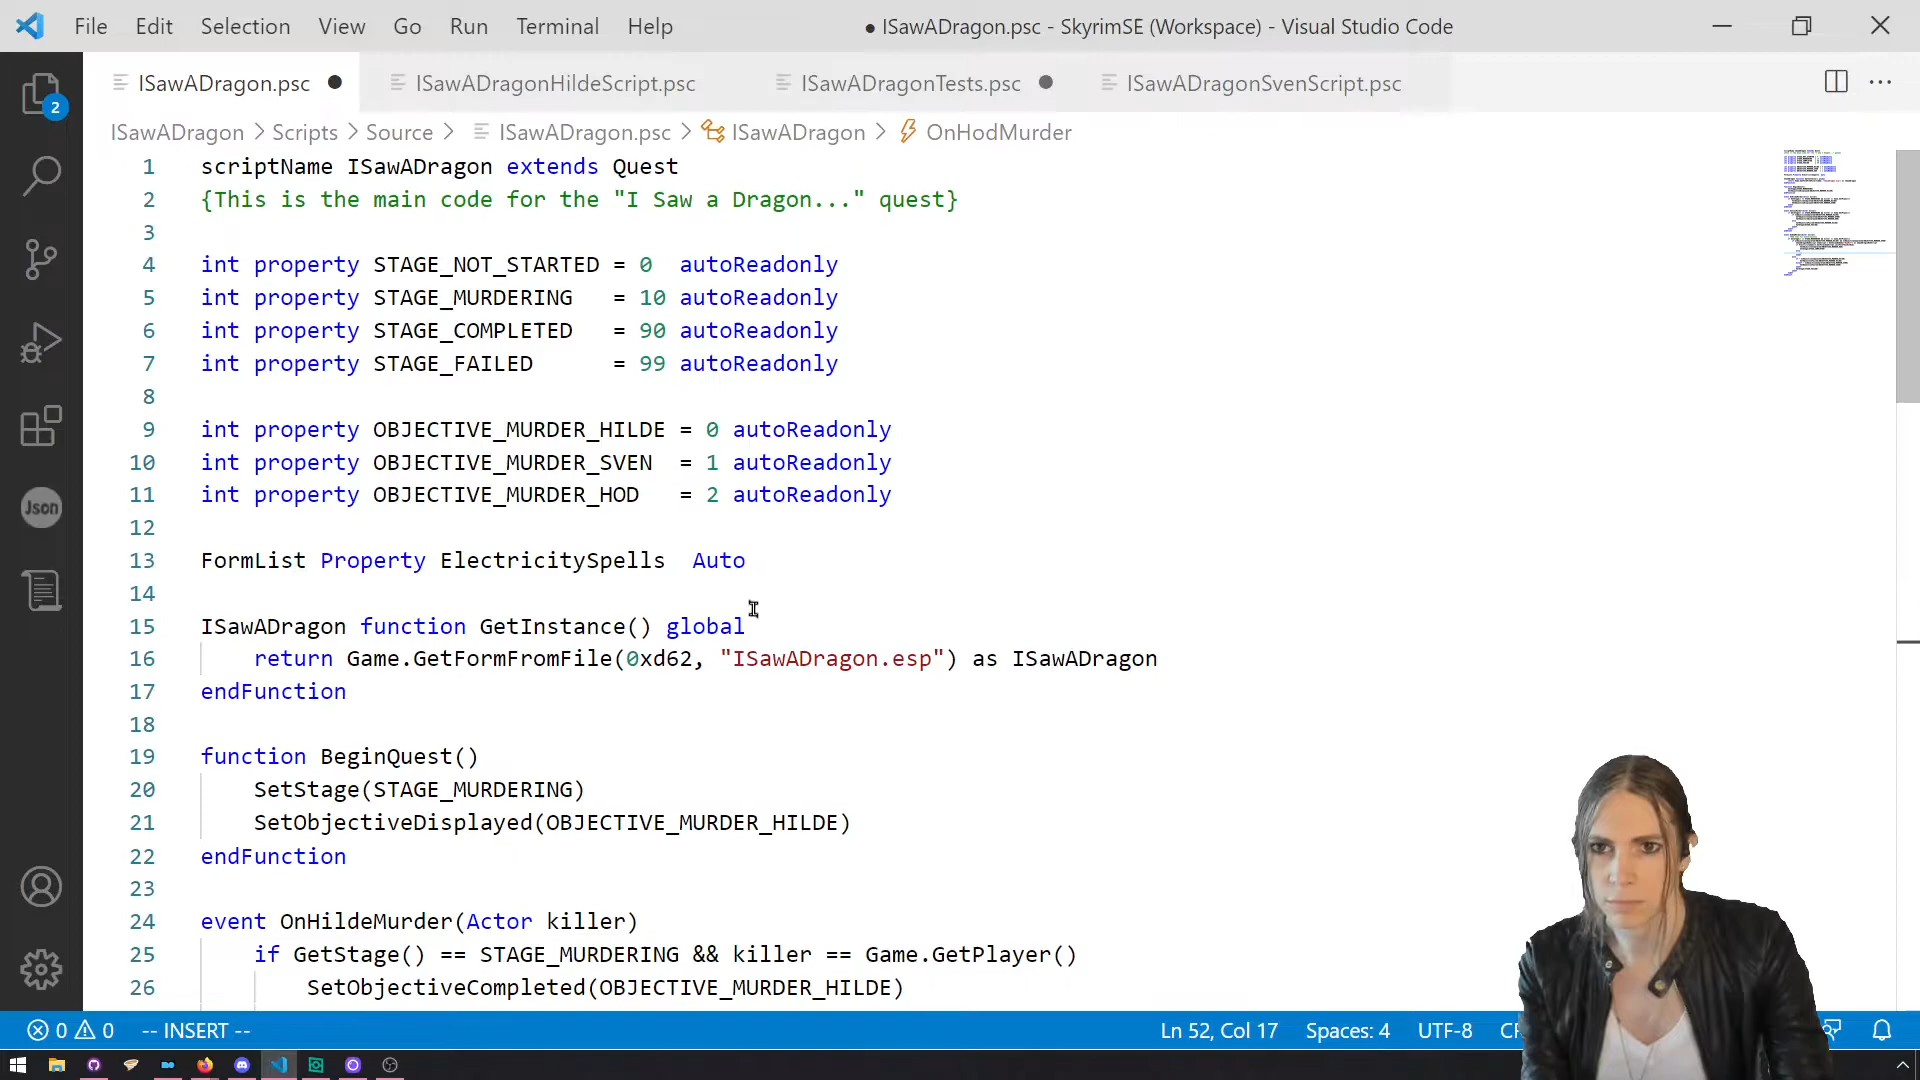 File Edit Selection View Go Run Terminal Help
● ISawADragon.psc - SkyrimSE (Workspace) - Visual Studio Code
ISawADragon.psc ISawADragonHildeScript.psc ISawADragonTests.psc ISawADragonSvenScript.psc
ISawADragon > Scripts > Source > ISawADragon.psc > ISawADragon > OnHodMurder
2
Json
1 scriptName ISawADragon extends Quest
2 {This is the main code for the "I Saw a Dragon..." quest}
3
4 int property STAGE_NOT_STARTED = 0  autoReadonly
5 int property STAGE_MURDERING   = 10 autoReadonly
6 int property STAGE_COMPLETED   = 90 autoReadonly
7 int property STAGE_FAILED      = 99 autoReadonly
8
9 int property OBJECTIVE_MURDER_HILDE = 0 autoReadonly
10 int property OBJECTIVE_MURDER_SVEN  = 1 autoReadonly
11 int property OBJECTIVE_MURDER_HOD   = 2 autoReadonly
12
13 FormList Property ElectricitySpells  Auto
14
15 ISawADragon function GetInstance() global
16     return Game.GetFormFromFile(0xd62, "ISawADragon.esp") as ISawADragon
17 endFunction
18
19 function BeginQuest()
20     SetStage(STAGE_MURDERING)
21     SetObjectiveDisplayed(OBJECTIVE_MURDER_HILDE)
22 endFunction
23
24 event OnHildeMurder(Actor killer)
25     if GetStage() == STAGE_MURDERING && killer == Game.GetPlayer()
26         SetObjectiveCompleted(OBJECTIVE_MURDER_HILDE)
0 0 -- INSERT -- Ln 52, Col 17 Spaces: 4 UTF-8